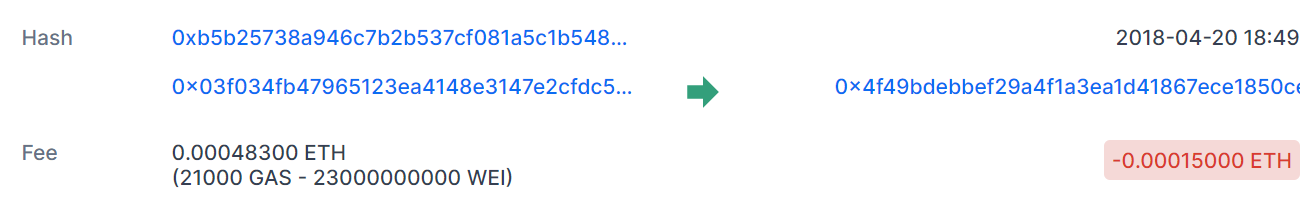 Hash 0xb5b25738a946c7b2b537cf081a5c1b548... 2018-04-20 18:49
0x03f034fb47965123ea4148e3147e2cfdc5... 0x4f49bdebbef29a4f1a3ea1d41867ece1850ce
Fee 0.00048300 ETH -0.00015000 ETH
(21000 GAS - 23000000000 WEI)